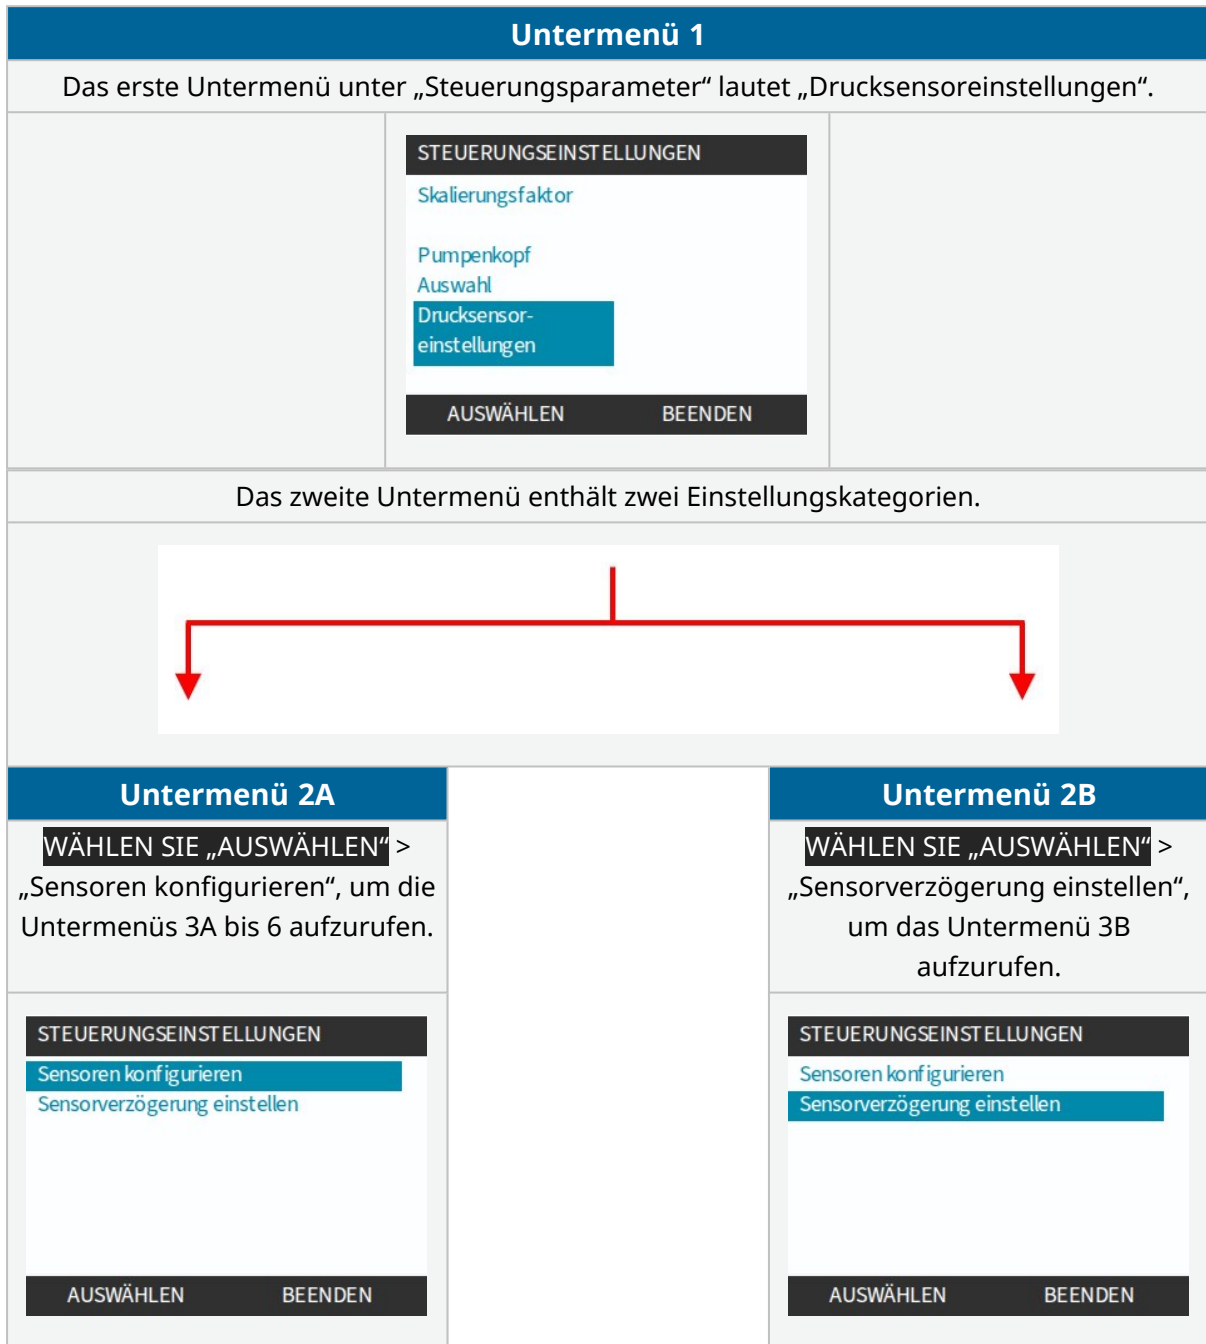 Untermenü 1
Das erste Untermenü unter „Steuerungsparameter“ lautet „Drucksensoreinstellungen“.
STEUERUNGSEINSTELLUNGEN
Skalierungsfaktor
Pumpenkopf
Auswahl
Drucksensor-
einstellungen
AUSWÄHLEN BEENDEN
Das zweite Untermenü enthält zwei Einstellungskategorien.
Untermenü 2A
WÄHLEN SIE „AUSWÄHLEN“ >
„Sensoren konfigurieren“, um die
Untermenüs 3A bis 6 aufzurufen.
STEUERUNGSEINSTELLUNGEN
Sensoren konfigurieren
Sensorverzögerung einstellen
AUSWÄHLEN BEENDEN
Untermenü 2B
WÄHLEN SIE „AUSWÄHLEN“ >
„Sensorverzögerung einstellen“,
um das Untermenü 3B
aufzurufen.
STEUERUNGSEINSTELLUNGEN
Sensoren konfigurieren
Sensorverzögerung einstellen
AUSWÄHLEN BEENDEN